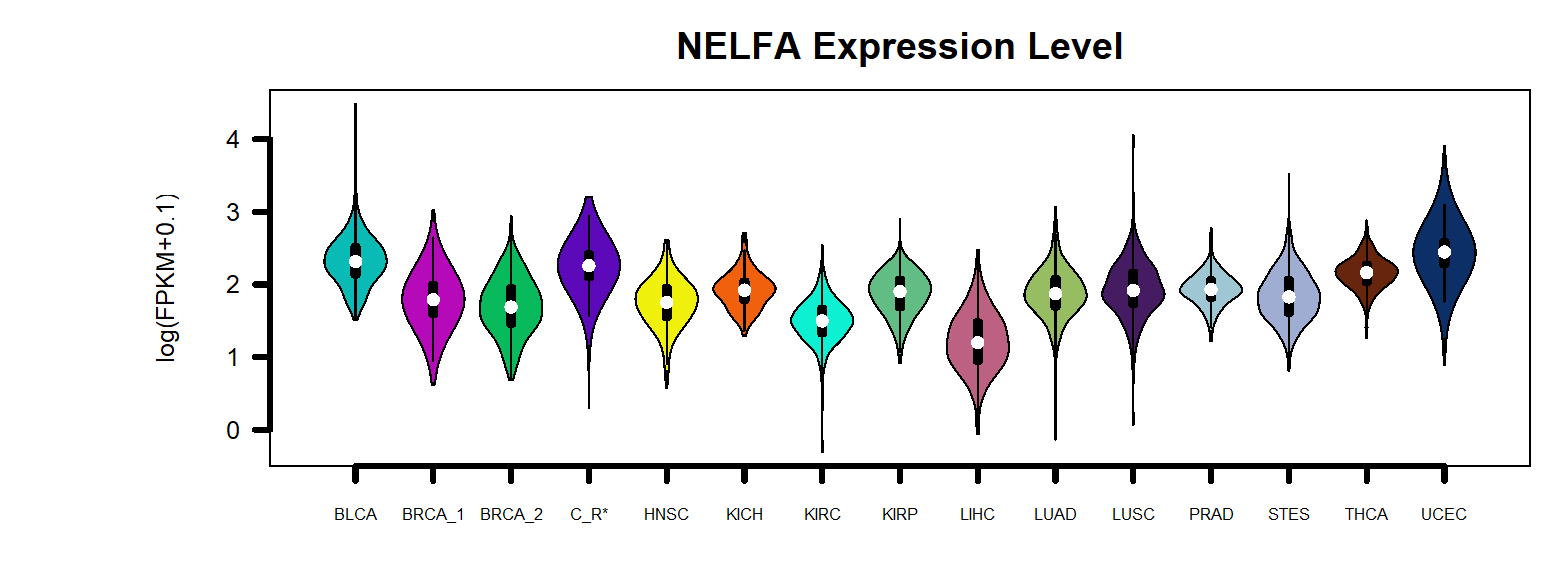 NELFA Expression Level
log(FPKM+0.1)
4
3
2
1
0
BLCA BRCA_1 BRCA_2 C_R* HNSC KICH KIRC KIRP LIHC LUAD LUSC PRAD STES THCA UCEC